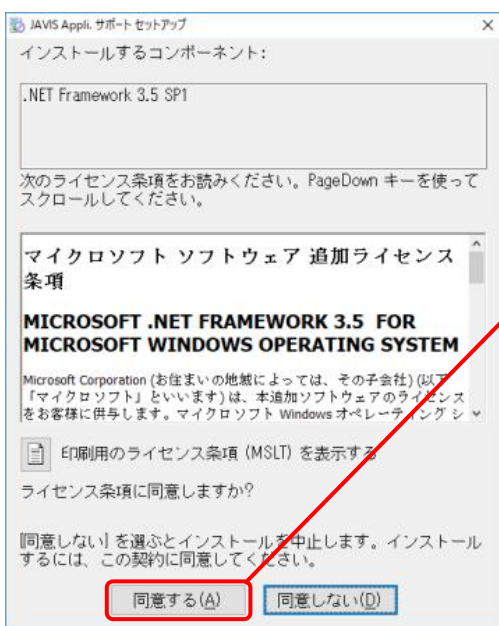 JAVIS Appli. サポート セットアップ
インストールするコンポーネント:
.NET Framework 3.5 SP1
次のライセンス条項をお読みください。PageDown キーを使って
スクロールしてください。
マイクロソフト ソフトウェア 追加ライセンス
条項
MICROSOFT .NET FRAMEWORK 3.5 FOR
MICROSOFT WINDOWS OPERATING SYSTEM
Microsoft Corporation (お住まいの地域によっては、その子会社) (以下
「マイクロソフト」といいます) は、本追加ソフトウェアのライセンス
をお客様に供与します。マイクロソフト Windows オペレーティング シ
印刷用のライセンス条項 (MSLT) を表示する
ライセンス条項に同意しますか?
[同意しない] を選ぶとインストールを中止します。インストール
するには、この契約に同意してください。
同意する(A) 同意しない(D)